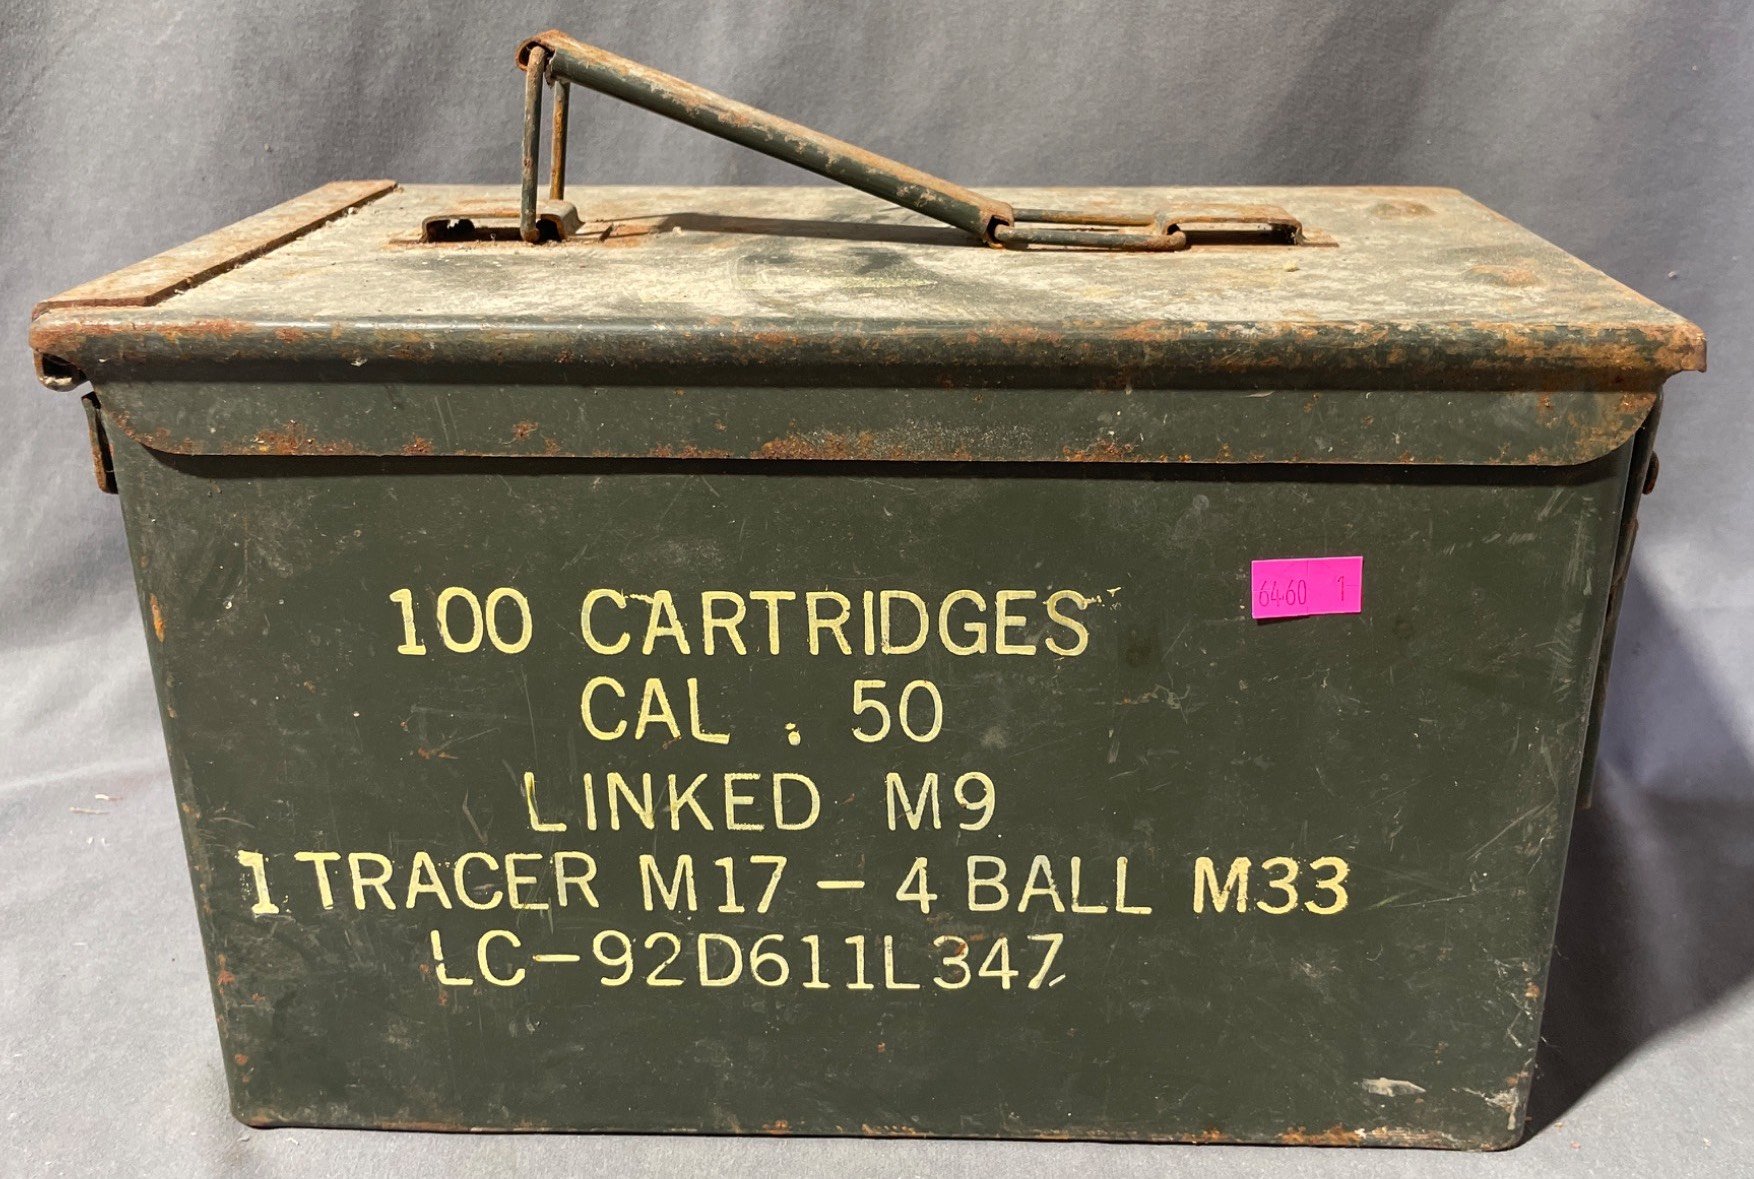 6460 1
100 CARTRIDGES
CAL . 50
LINKED M9
1 TRACER M17 - 4 BALL M33
LC-92D611L347